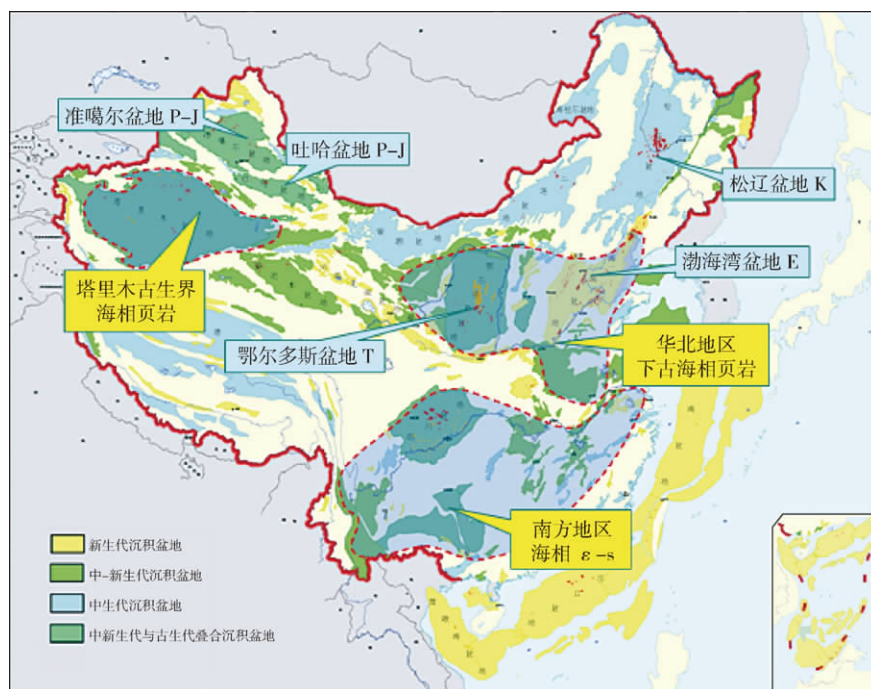 准噶尔盆地 P-J
吐哈盆地 P-J
松辽盆地 K
渤海湾盆地 E
塔里木古生界
海相页岩
鄂尔多斯盆地 T
华北地区
下古海相页岩
南方地区
海相 ε-s
新生代沉积盆地
中-新生代沉积盆地
中生代沉积盆地
中新生代与古生代叠合沉积盆地